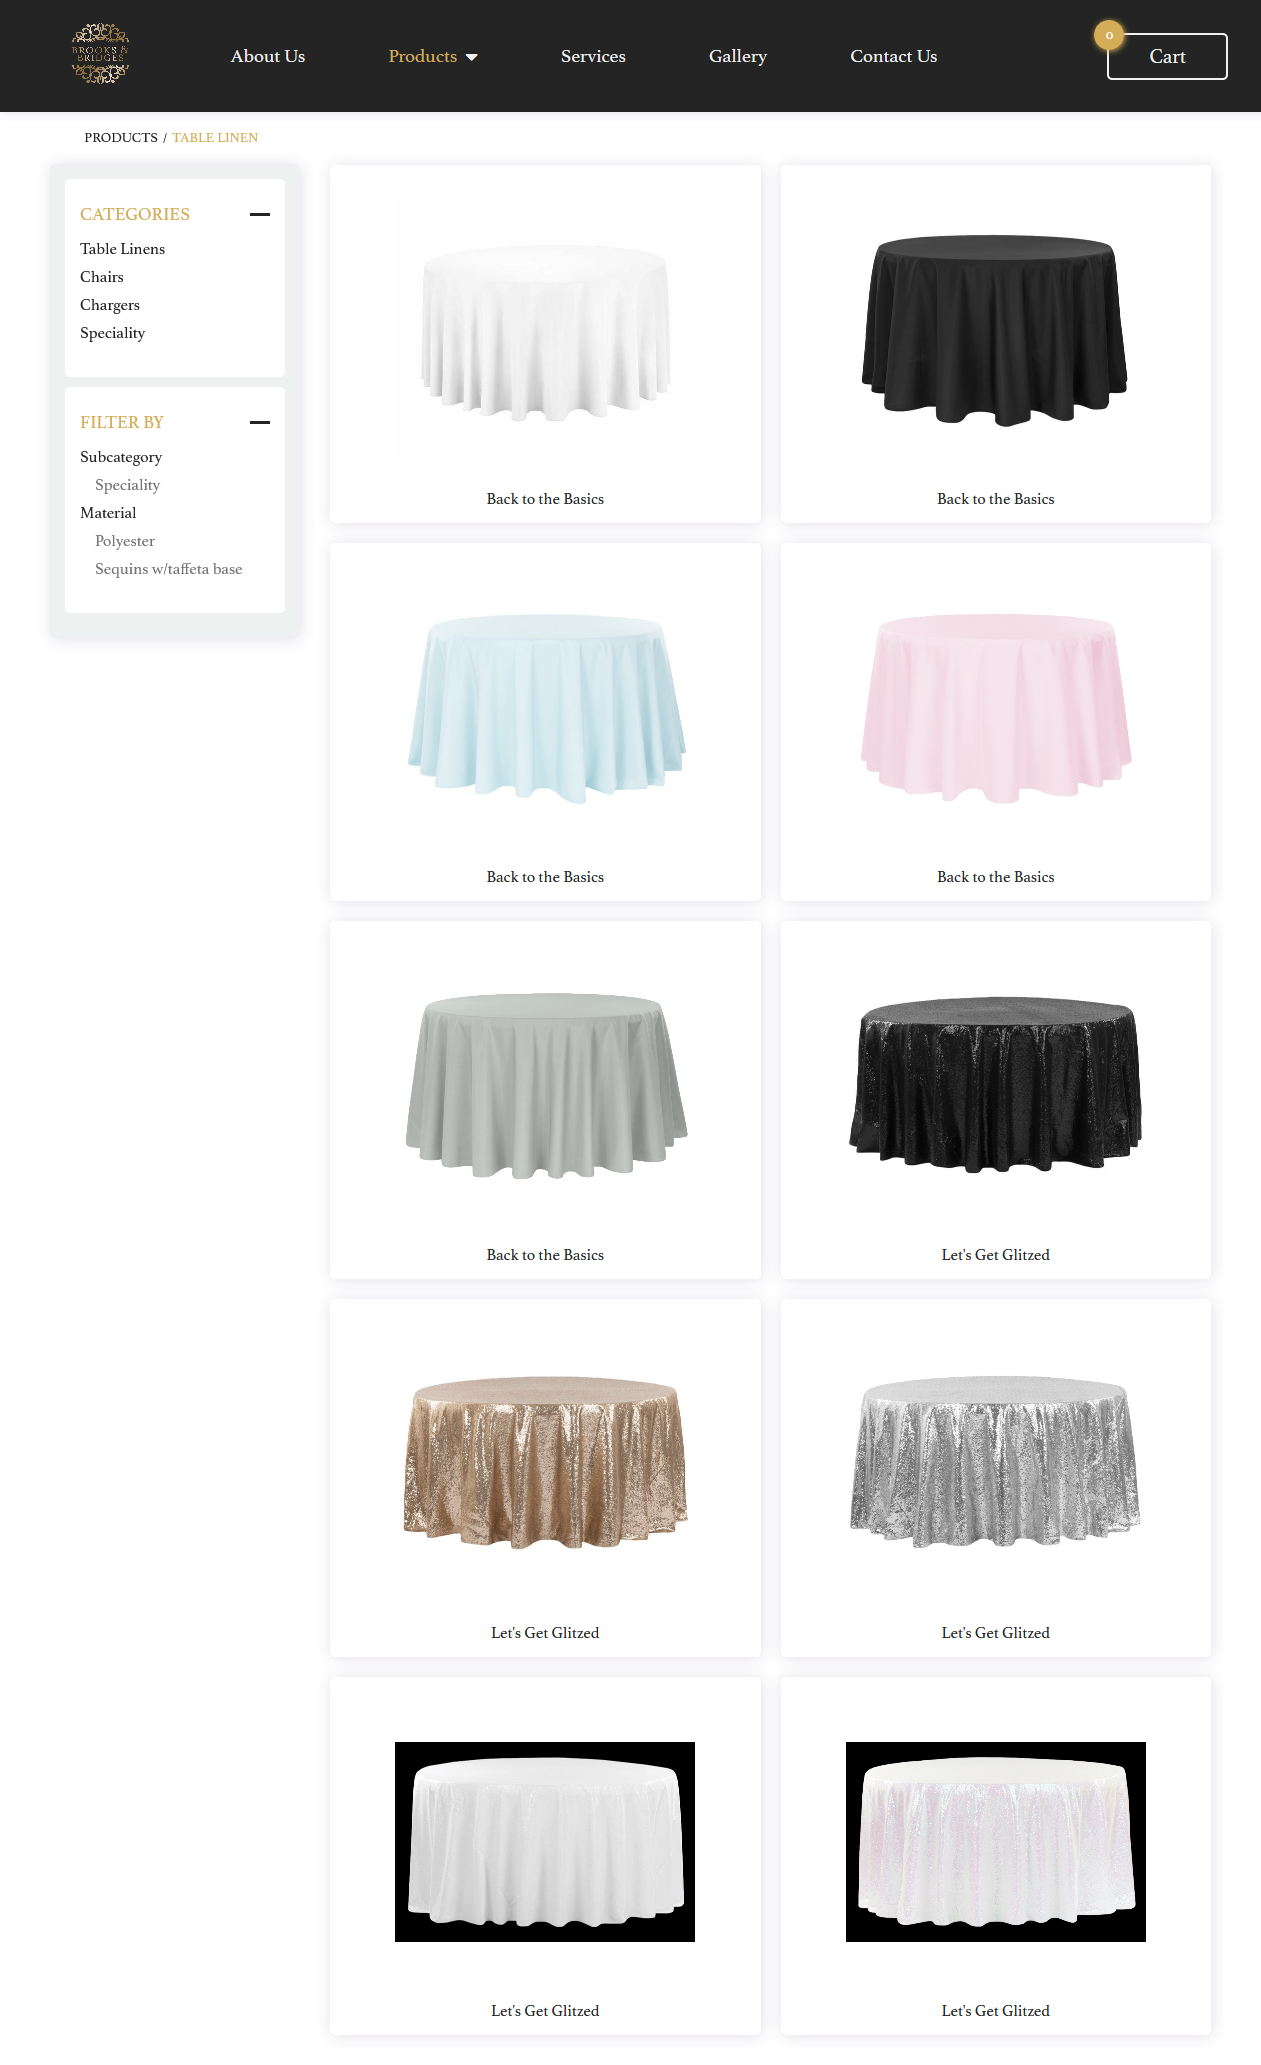 BROOKS &
BRIDGES
About Us
Products
Services
Gallery
Contact Us
0
Cart
PRODUCTS / TABLE LINEN
CATEGORIES
Table Linens
Chairs
Chargers
Speciality
FILTER BY
Subcategory
Speciality
Material
Polyester
Sequins w/taffeta base
Back to the Basics
Back to the Basics
Back to the Basics
Back to the Basics
Back to the Basics
Let's Get Glitzed
Let's Get Glitzed
Let's Get Glitzed
Let's Get Glitzed
Let's Get Glitzed